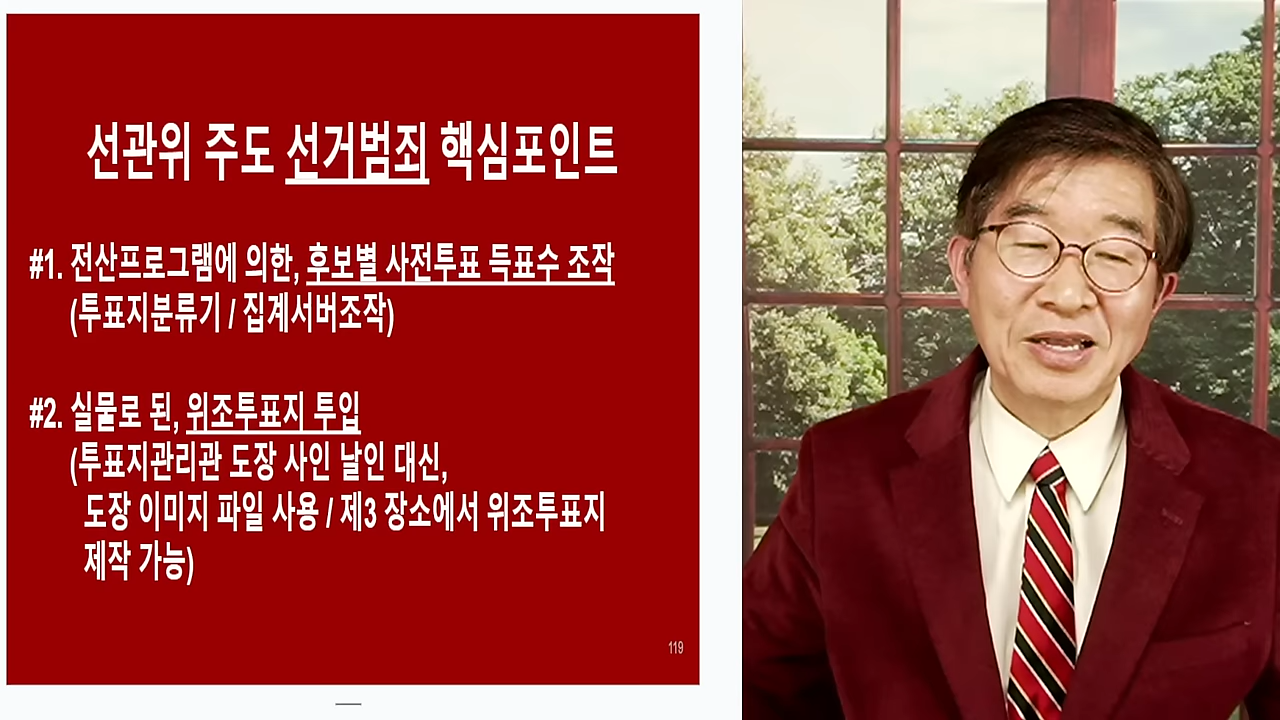 선관위 주도 선거범죄 핵심포인트
#1. 전산프로그램에 의한, 후보별 사전투표 득표수 조작
(투표지분류기 / 집계서버조작)
#2. 실물로 된, 위조투표지 투입
(투표지관리관 도장 사인 날인 대신,
도장 이미지 파일 사용 / 제3 장소에서 위조투표지
제작 가능)
119